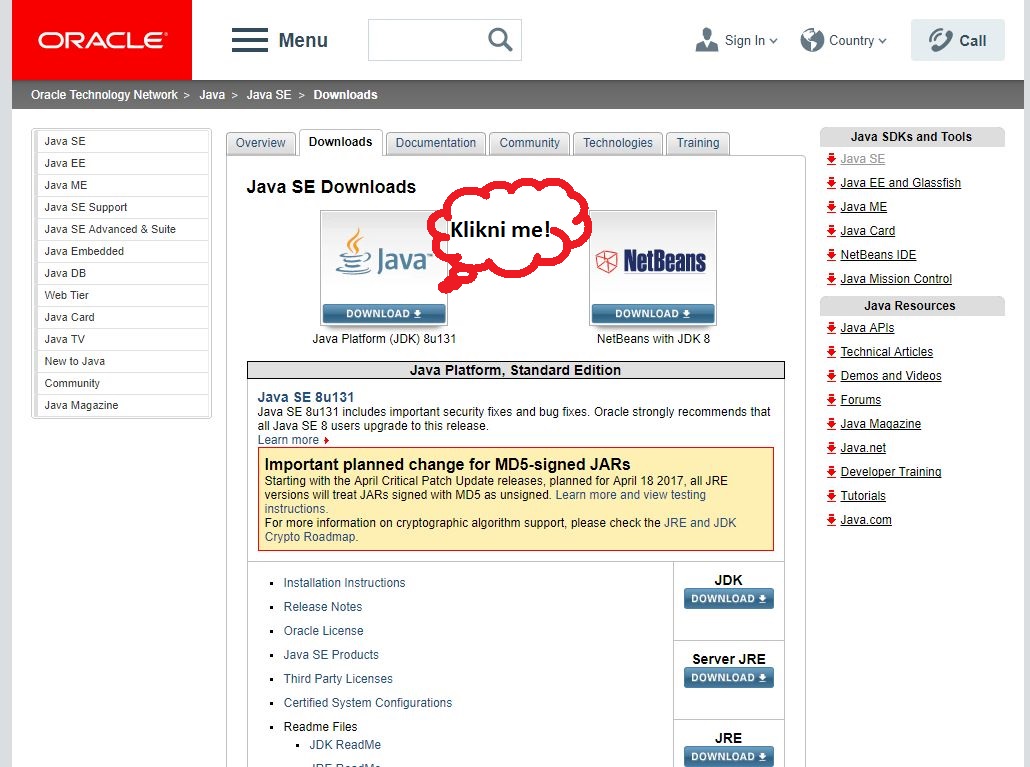 ORACLE
Menu
Sign In
Country
Call
Oracle Technology Network > Java > Java SE > Downloads
Java SE
Java EE
Java ME
Java SE Support
Java SE Advanced & Suite
Java Embedded
Java DB
Web Tier
Java Card
Java TV
New to Java
Community
Java Magazine
Overview
Downloads
Documentation
Community
Technologies
Training
Java SE Downloads
Klikni me!
Java™
DOWNLOAD
Java Platform (JDK) 8u131
NetBeans
DOWNLOAD
NetBeans with JDK 8
Java Platform, Standard Edition
Java SE 8u131
Java SE 8u131 includes important security fixes and bug fixes. Oracle strongly recommends that
all Java SE 8 users upgrade to this release.
Learn more
Important planned change for MD5-signed JARs
Starting with the April Critical Patch Update releases, planned for April 18 2017, all JRE
versions will treat JARs signed with MD5 as unsigned. Learn more and view testing
instructions.
For more information on cryptographic algorithm support, please check the JRE and JDK
Crypto Roadmap.
Installation Instructions
Release Notes
Oracle License
Java SE Products
Third Party Licenses
Certified System Configurations
Readme Files
JDK ReadMe
JRE ReadMe
JDK
DOWNLOAD
Server JRE
DOWNLOAD
JRE
DOWNLOAD
Java SDKs and Tools
Java SE
Java EE and Glassfish
Java ME
Java Card
NetBeans IDE
Java Mission Control
Java Resources
Java APIs
Technical Articles
Demos and Videos
Forums
Java Magazine
Java.net
Developer Training
Tutorials
Java.com